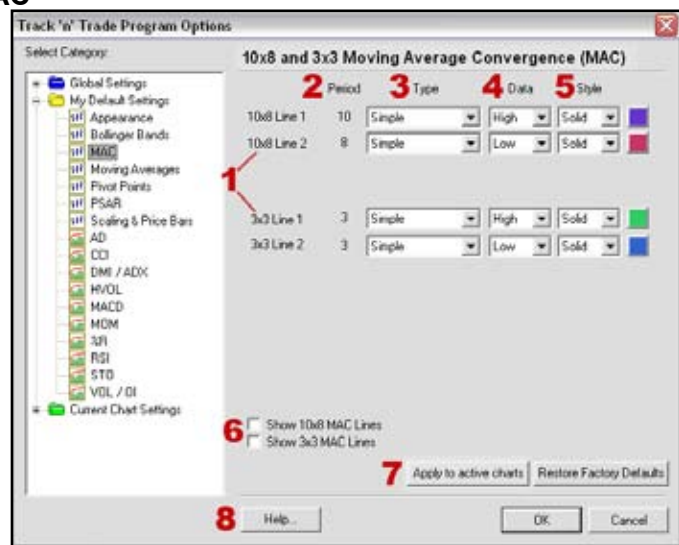 Track 'n' Trade Program Options
Select Category:
Global Settings
My Default Settings
Appearance
Bollinger Bands
MAC
Moving Averages
Pivot Points
PSAR
Scaling & Price Bars
AD
CCI
DMI / ADX
HVOL
MACD
MOM
%R
RSI
STO
VOL / OI
Current Chart Settings
10x8 and 3x3 Moving Average Convergence (MAC)
2 Period 3 Type 4 Data 5 Style
10x8 Line 1 10 Simple High Solid
10x8 Line 2 8 Simple Low Solid
1
3x3 Line 1 3 Simple High Solid
3x3 Line 2 3 Simple Low Solid
6 Show 10x8 MAC Lines
Show 3x3 MAC Lines
7 Apply to active charts Restore Factory Defaults
8 Help... OK Cancel